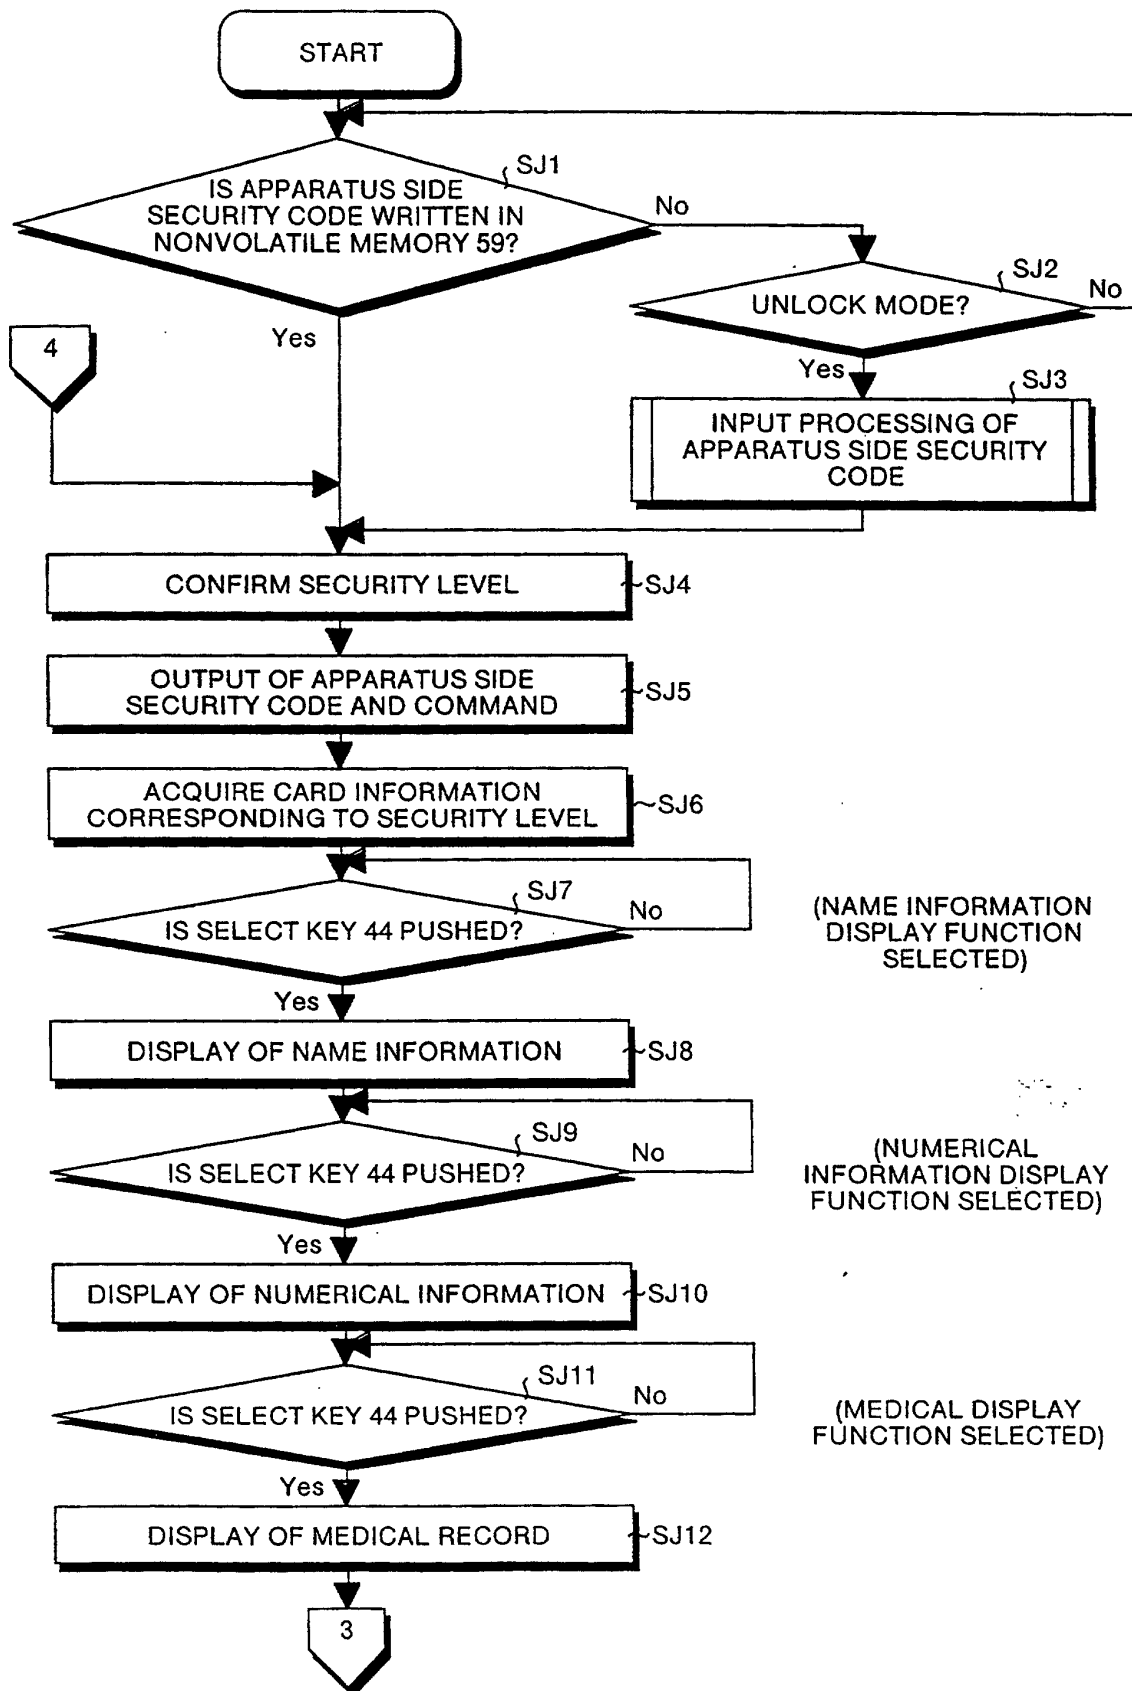 START
SJ1
IS APPARATUS SIDE
SECURITY CODE WRITTEN IN
NONVOLATILE MEMORY 59?
No
SJ2
UNLOCK MODE?
No
Yes
4
Yes
SJ3
INPUT PROCESSING OF
APPARATUS SIDE SECURITY
CODE
CONFIRM SECURITY LEVEL
SJ4
OUTPUT OF APPARATUS SIDE
SECURITY CODE AND COMMAND
SJ5
ACQUIRE CARD INFORMATION
CORRESPONDING TO SECURITY LEVEL
SJ6
SJ7
IS SELECT KEY 44 PUSHED?
No
(NAME INFORMATION
DISPLAY FUNCTION
SELECTED)
Yes
DISPLAY OF NAME INFORMATION
SJ8
SJ9
IS SELECT KEY 44 PUSHED?
No
(NUMERICAL
INFORMATION DISPLAY
FUNCTION SELECTED)
Yes
DISPLAY OF NUMERICAL INFORMATION
SJ10
SJ11
IS SELECT KEY 44 PUSHED?
No
(MEDICAL DISPLAY
FUNCTION SELECTED)
Yes
DISPLAY OF MEDICAL RECORD
SJ12
3